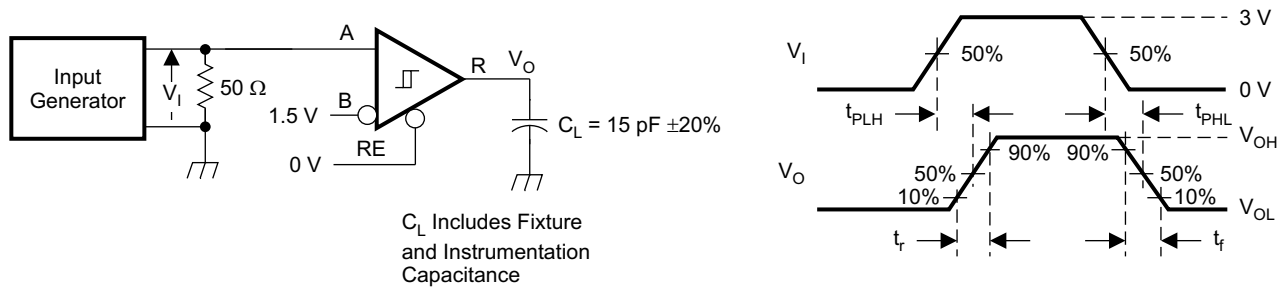 Input
Generator
V_I
50 Ω
A
B
1.5 V
RE
0 V
R
V_O
C_L = 15 pF ±20%
C_L Includes Fixture
and Instrumentation
Capacitance
V_I
50%
50%
3 V
0 V
t_PLH
t_PHL
V_O
90%
90%
50%
50%
10%
10%
V_OH
V_OL
t_r
t_f